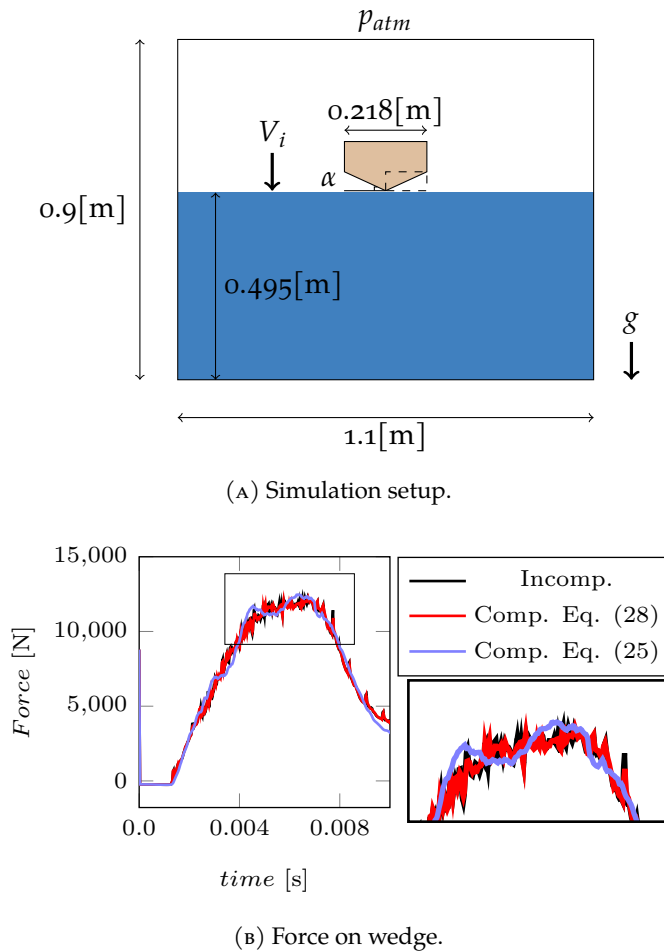 p_atm
0.218[m]
V_i
α
0.9[m]
0.495[m]
g
1.1[m]
(A) Simulation setup.
15,000
10,000
5,000
0
Force [N]
0.0
0.004
0.008
time [s]
Incomp.
Comp. Eq. (28)
Comp. Eq. (25)
(B) Force on wedge.